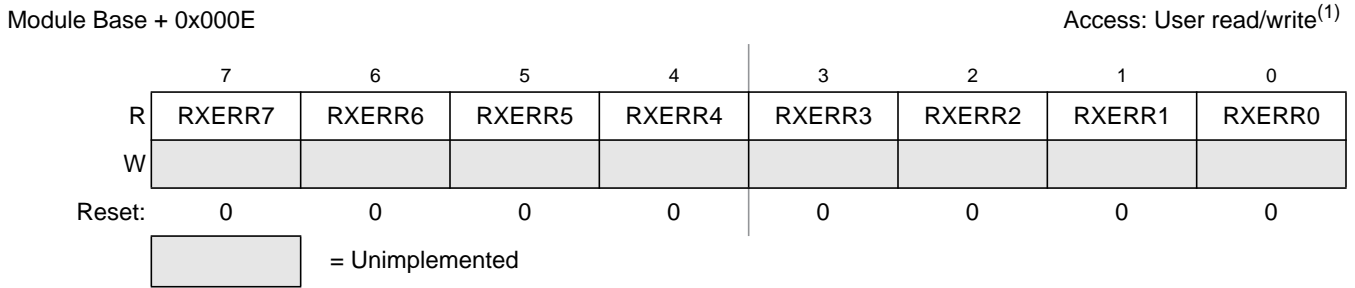 Module Base + 0x000E Access: User read/write(1)
7 6 5 4 3 2 1 0
R RXERR7 RXERR6 RXERR5 RXERR4 RXERR3 RXERR2 RXERR1 RXERR0
W
Reset: 0 0 0 0 0 0 0 0
= Unimplemented